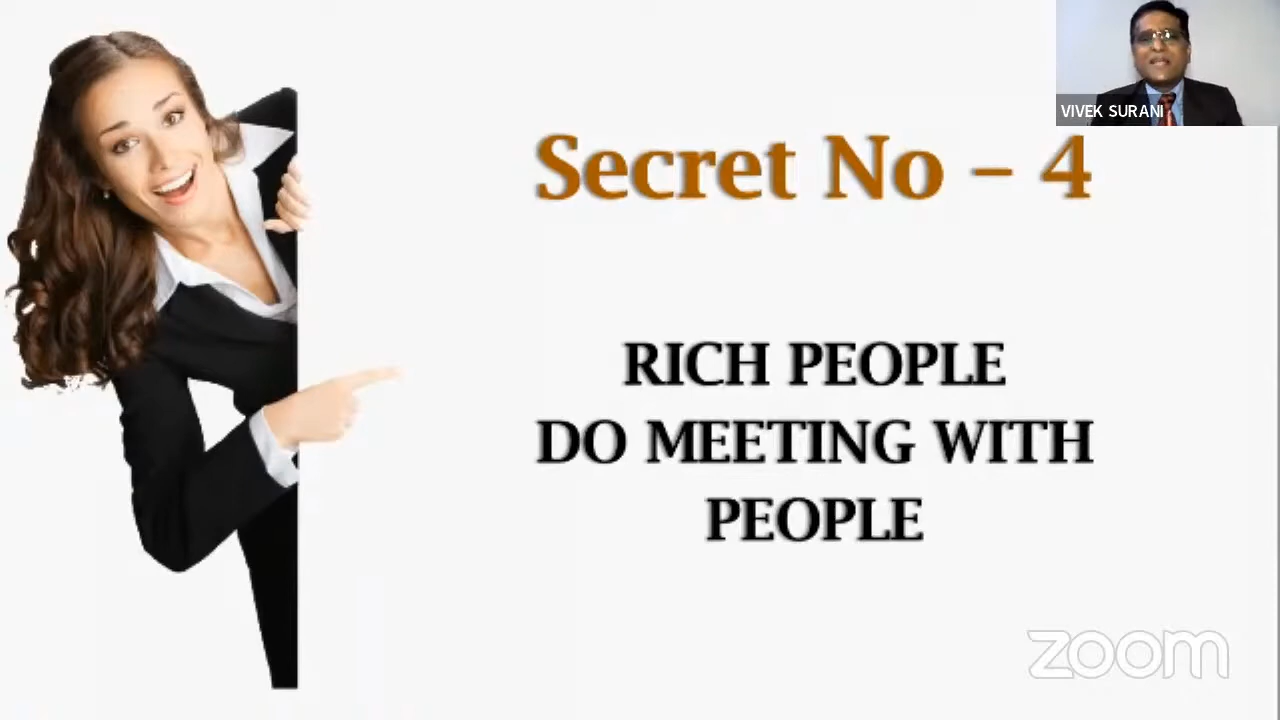 VIVEK SURANI
Secret No – 4
RICH PEOPLE
DO MEETING WITH
PEOPLE
zoom